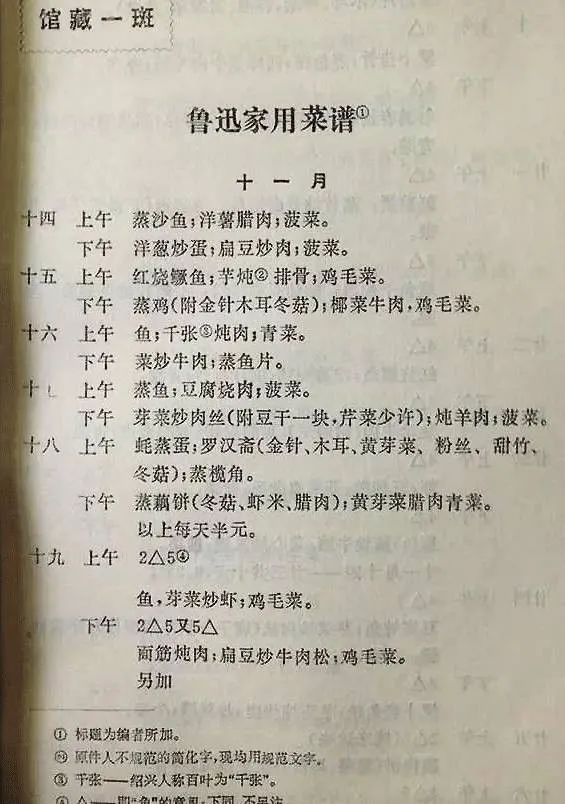 馆藏一斑
鲁迅家用菜谱①
十一月
十四 上午 蒸沙鱼;洋薯腊肉;菠菜。
下午 洋葱炒蛋;扁豆炒肉;菠菜。
十五 上午 红烧鳜鱼;芋炖② 排骨;鸡毛菜。
下午 蒸鸡(附金针木耳冬菇);椰菜牛肉,鸡毛菜。
十六 上午 鱼;千张③炖肉;青菜。
下午 菜炒牛肉;蒸鱼片。
十七 上午 蒸鱼;豆腐烧肉;菠菜。
下午 芽菜炒肉丝(附豆干一块,芹菜少许);炖羊肉;菠菜。
十八 上午 蚝蒸蛋;罗汉斋(金针、木耳、黄芽菜、粉丝、甜竹、
冬菇);蒸榄角。
下午 蒸藕饼(冬菇、虾米、腊肉);黄芽菜腊肉青菜。
以上每天半元。
十九 上午 2△5④
鱼,芽菜炒虾;鸡毛菜。
下午 2△5又5△
面筋炖肉;扁豆炒牛肉松;鸡毛菜。
另加
① 标题为编者所加。
② 原件人不规范的简化字,现均用规范文字。
③ 千张——绍兴人称百叶为“千张”。
④ △——即“角”的意思;下同,不另注